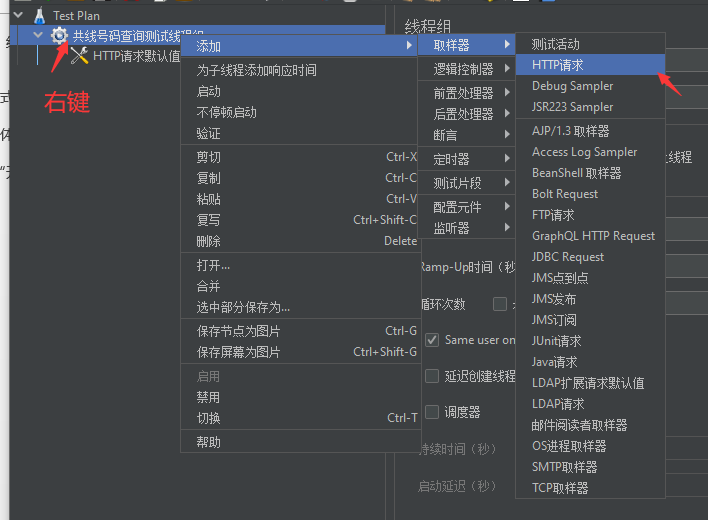 Test Plan
共线号码查询测试线程组
HTTP请求默认值
右键
添加
为子线程添加响应时间
启动
不停顿启动
验证
剪切 Ctrl-X
复制 Ctrl-C
粘贴 Ctrl-V
复写 Ctrl+Shift-C
删除 Delete
打开...
合并
选中部分保存为...
保存节点为图片 Ctrl-G
保存屏幕为图片 Ctrl+Shift-G
启用
禁用
切换 Ctrl-T
帮助
线程组
取样器
逻辑控制器
前置处理器
后置处理器
断言
定时器
测试片段
配置元件
监听器
Ramp-Up时间（秒
循环次数
Same user on
延迟创建线程
调度器
持续时间（秒）
启动延迟（秒）
测试活动
HTTP请求
Debug Sampler
JSR223 Sampler
AJP/1.3 取样器
Access Log Sampler
BeanShell 取样器
Bolt Request
FTP请求
GraphQL HTTP Request
JDBC Request
JMS点到点
JMS发布
JMS订阅
JUnit请求
Java请求
LDAP扩展请求默认值
LDAP请求
邮件阅读者取样器
OS进程取样器
SMTP取样器
TCP取样器
线程
式
体